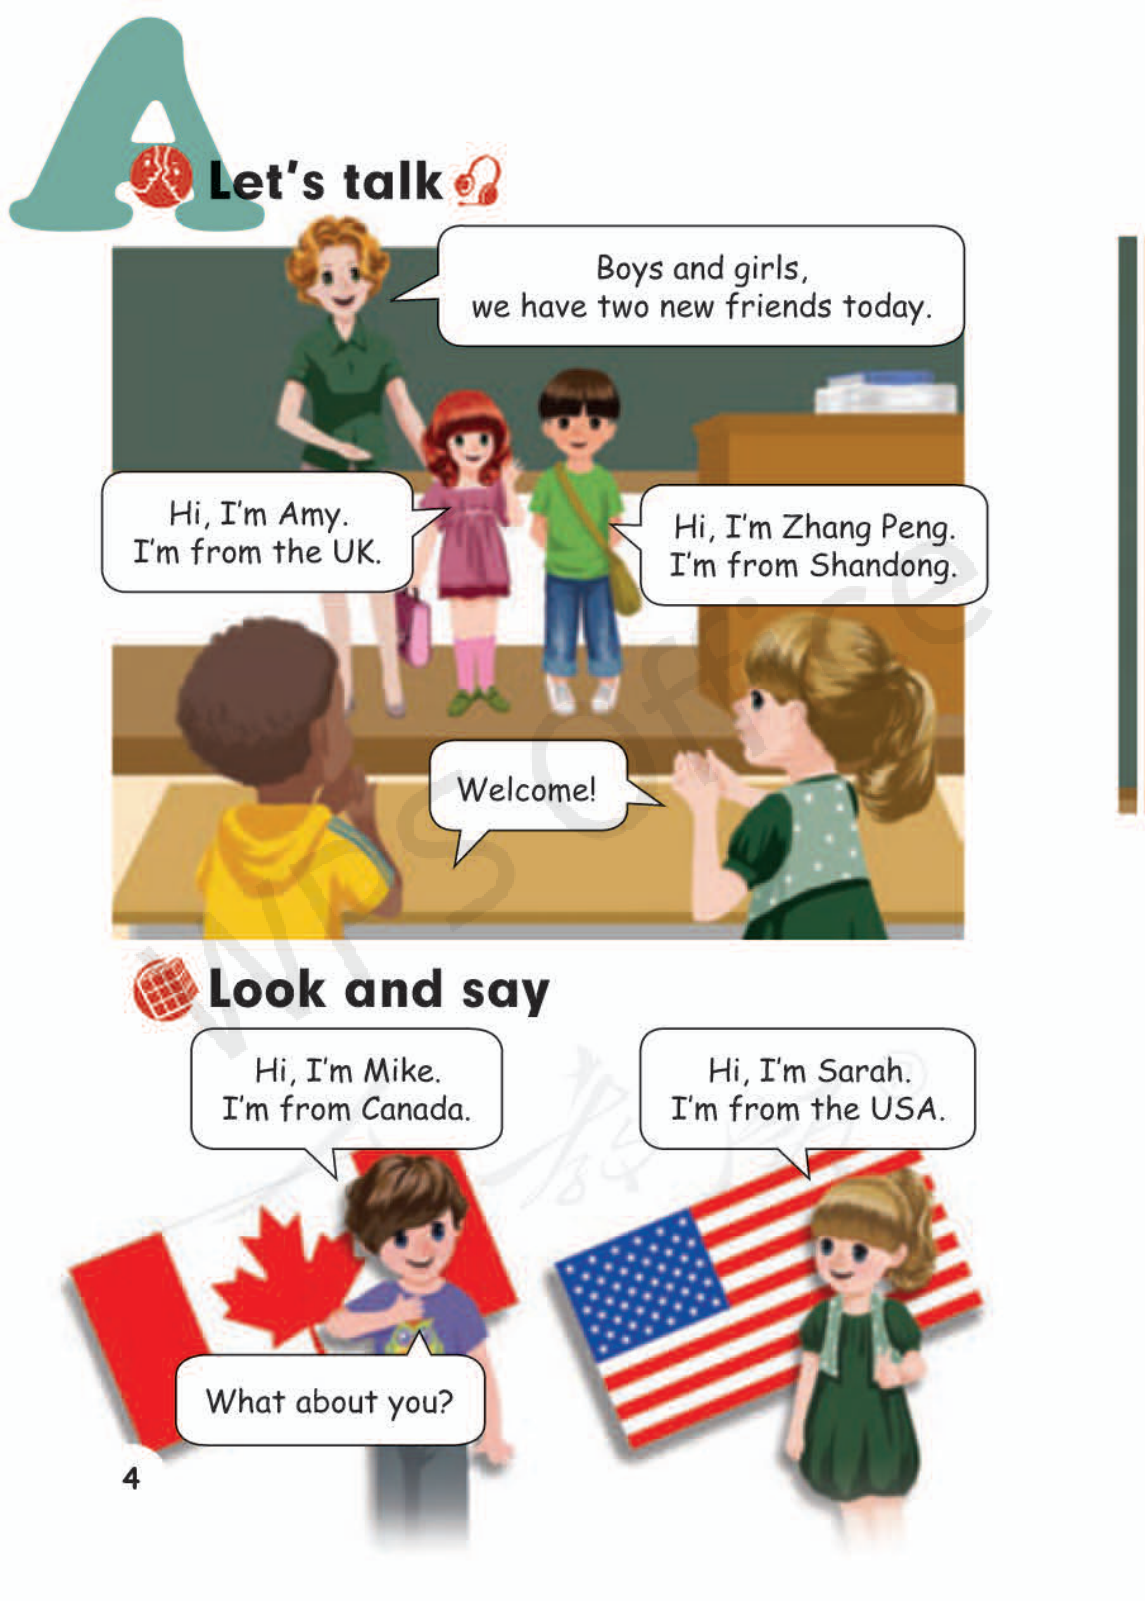 A
Let's talk
Boys and girls,
we have two new friends today.
Hi, I'm Amy.
I'm from the UK.
Hi, I'm Zhang Peng.
I'm from Shandong.
Welcome!
Look and say
Hi, I'm Mike.
I'm from Canada.
Hi, I'm Sarah.
I'm from the USA.
What about you?
4
WPS Office